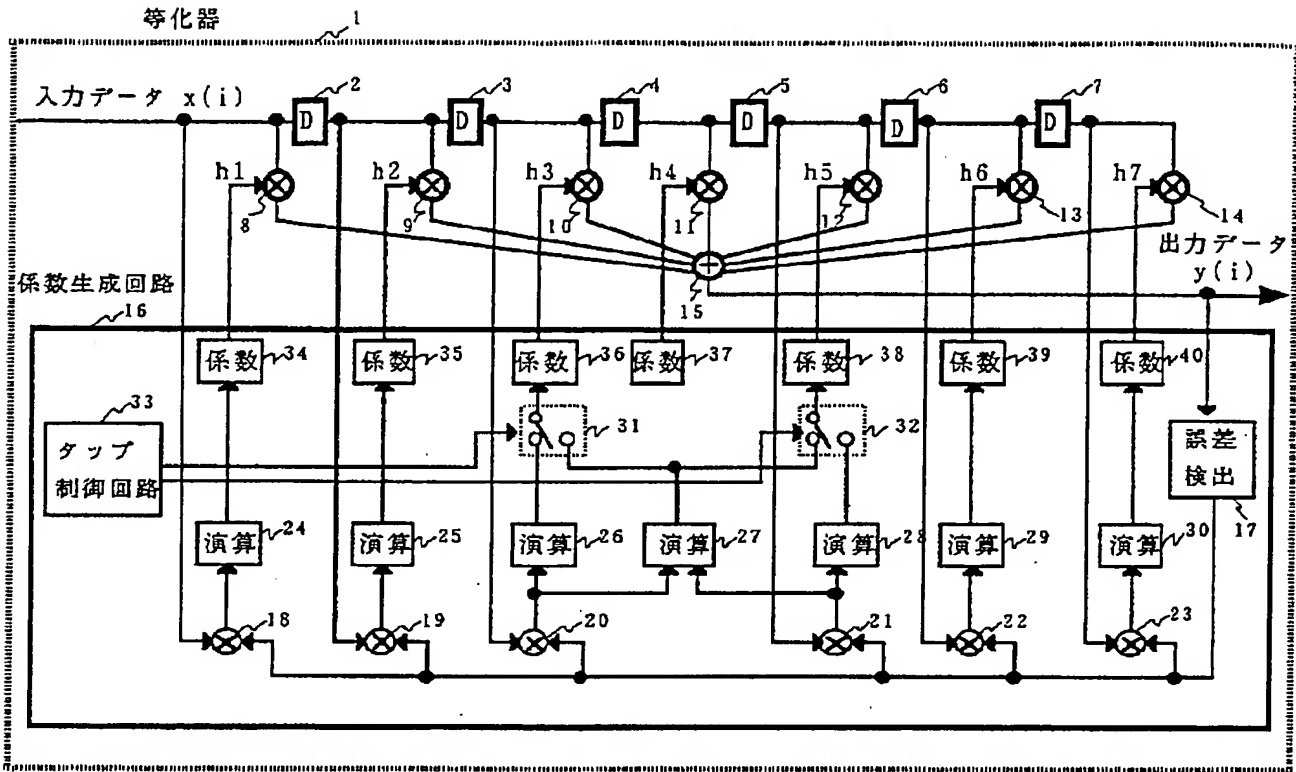 等化器
1
入力データ x(i)
2
3
4
5
6
7
D
D
D
D
D
D
h1
h2
h3
h4
h5
h6
h7
8
9
10
11
12
13
14
15
出力データ
y(i)
係数生成回路
16
係数
34
係数
35
係数
36
係数
37
係数
38
係数
39
係数
40
33
タップ
制御回路
31
32
誤差
検出
17
演算
24
演算
25
演算
26
演算
27
演算
28
演算
29
演算
30
18
19
20
21
22
23